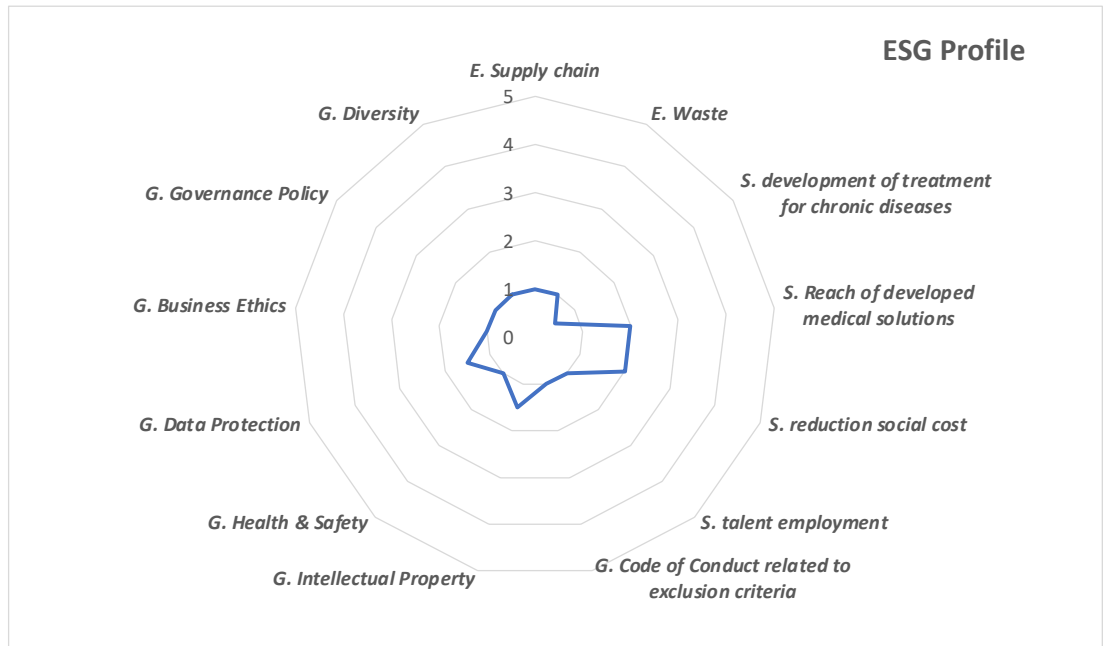 ESG Profile
E. Supply chain
E. Waste
S. development of treatment
for chronic diseases
S. Reach of developed
medical solutions
S. reduction social cost
S. talent employment
G. Code of Conduct related to
exclusion criteria
G. Intellectual Property
G. Health & Safety
G. Data Protection
G. Business Ethics
G. Governance Policy
G. Diversity
5
4
3
2
1
0